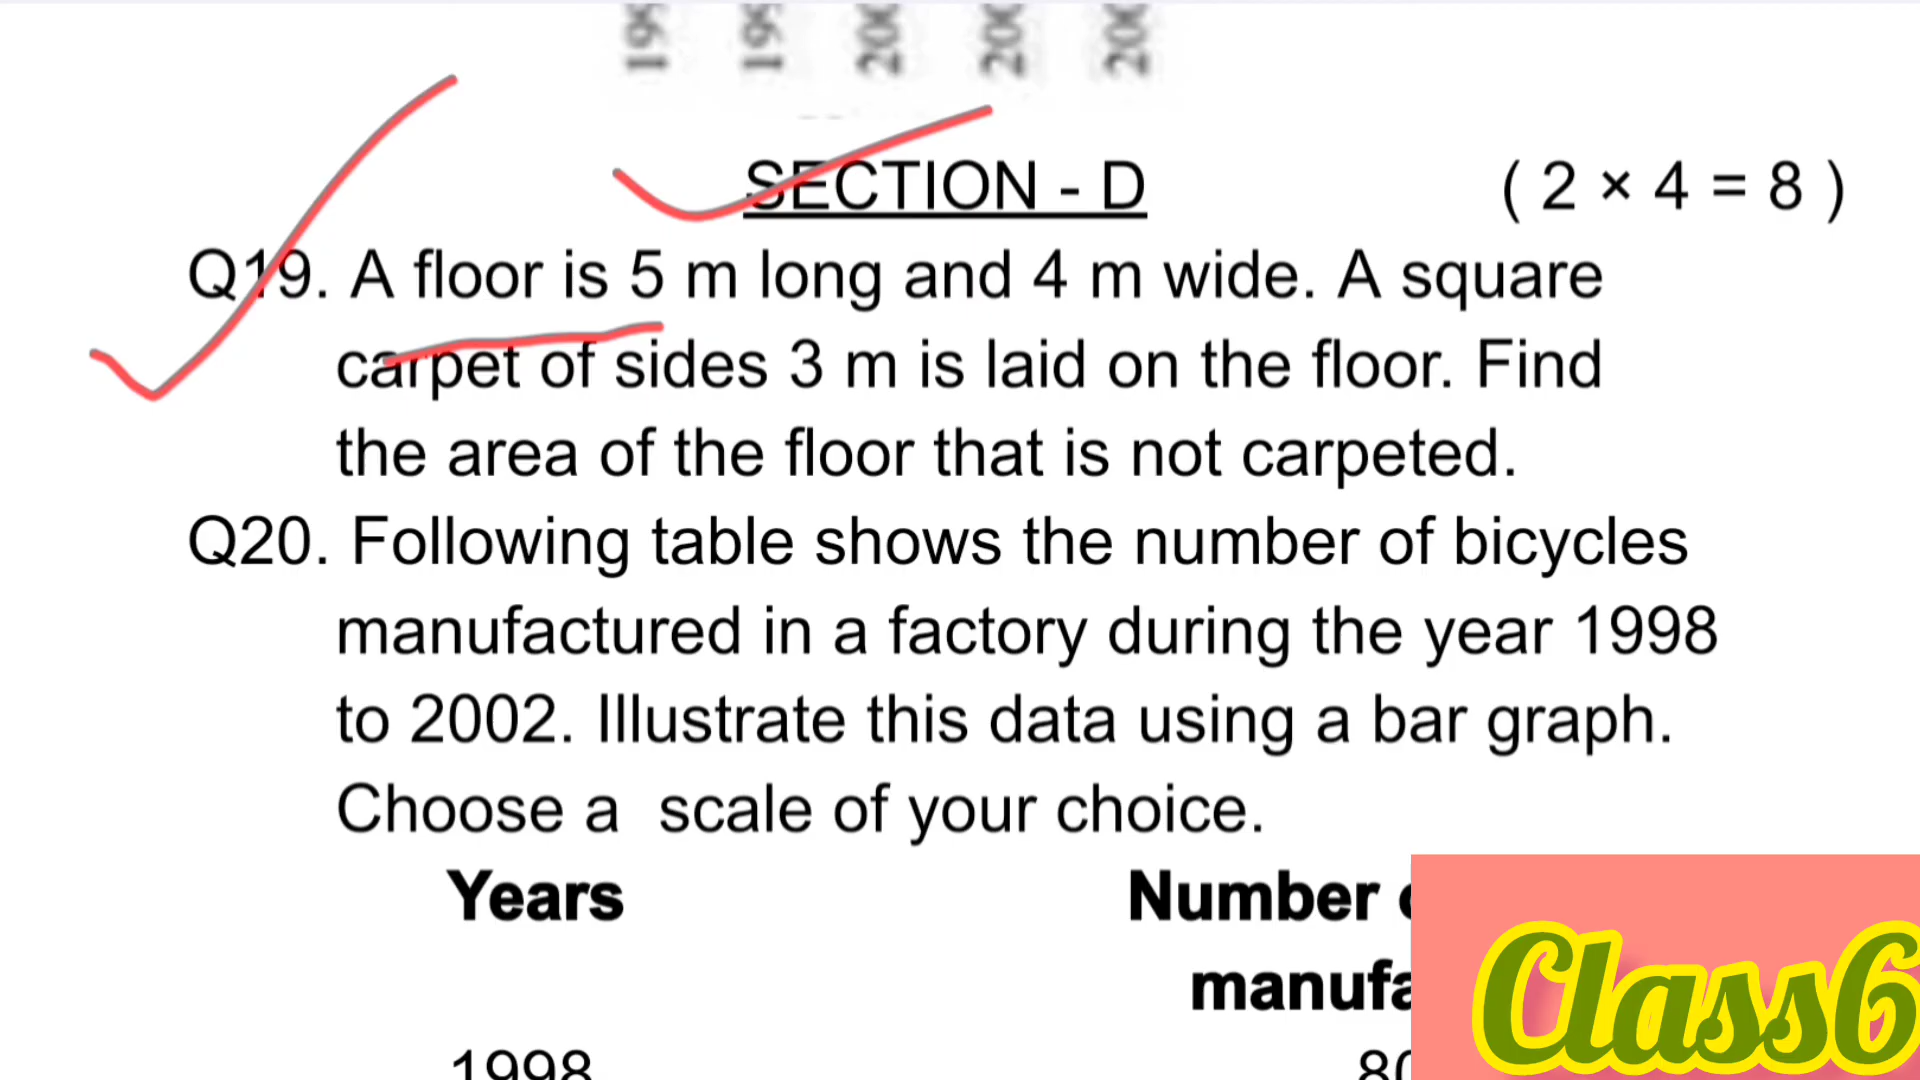 SECTION - D
( 2 × 4 = 8 )
Q19. A floor is 5 m long and 4 m wide. A square
carpet of sides 3 m is laid on the floor. Find
the area of the floor that is not carpeted.
Q20. Following table shows the number of bicycles
manufactured in a factory during the year 1998
to 2002. Illustrate this data using a bar graph.
Choose a scale of your choice.
Years
Number
1998
Class6